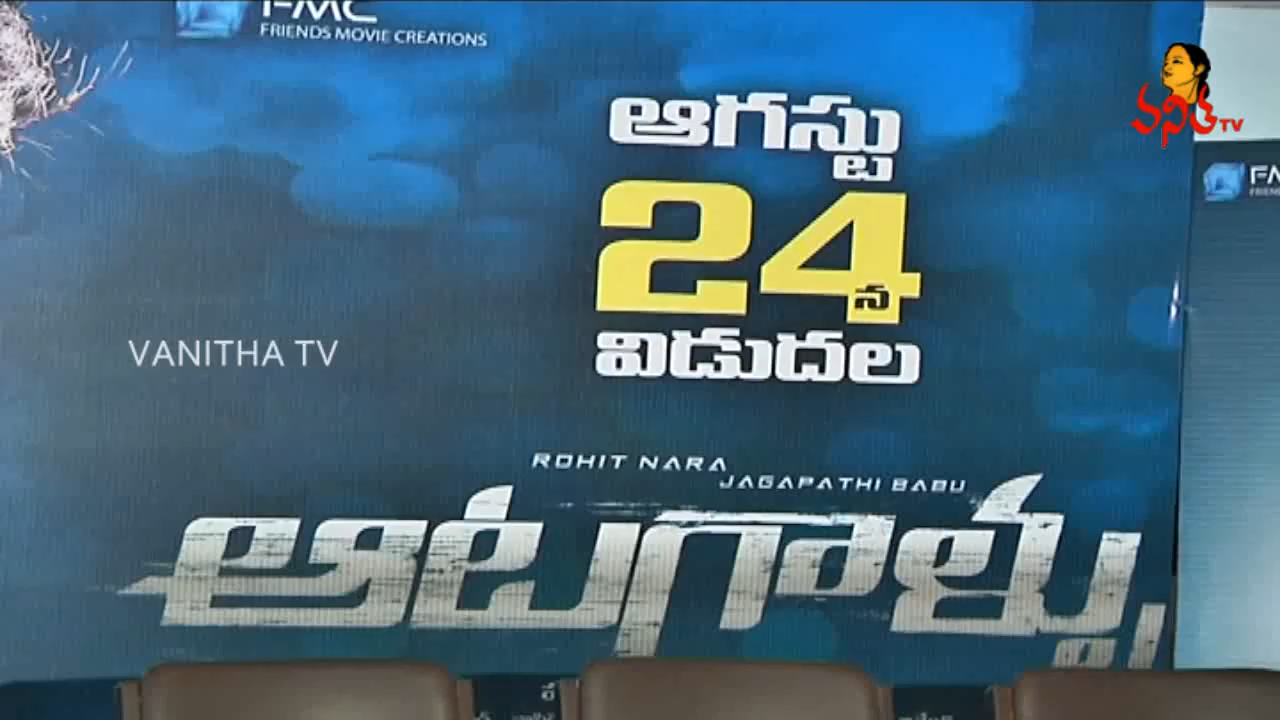 FMC
FRIENDS MOVIE CREATIONS
వనిత TV
ఆగస్టు
24న
విడుదల
VANITHA TV
ROHIT NARA
JAGAPATHI BABU
ఆటగాళ్ళు